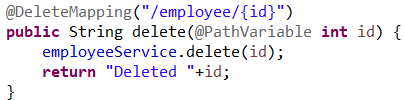 @DeleteMapping("/employee/{id}")
public String delete(@PathVariable int id) {
    employeeService.delete(id);
    return "Deleted "+id;
}